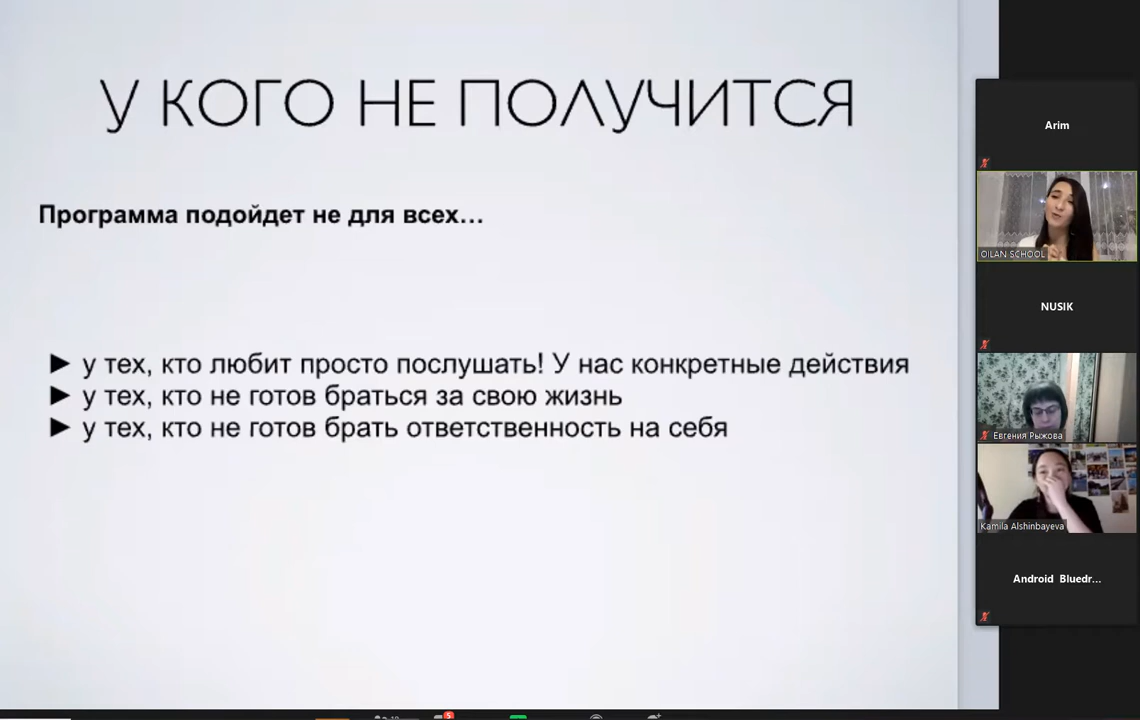 У КОГО НЕ ПОЛУЧИТСЯ
Программа подойдет не для всех...
► у тех, кто любит просто послушать! У нас конкретные действия
► у тех, кто не готов браться за свою жизнь
► у тех, кто не готов брать ответственность на себя
Arim
OILAN SCHOOL
NUSIK
Евгения Рыжова
Kamila Alshinbayeva
Android Bluedr...
5